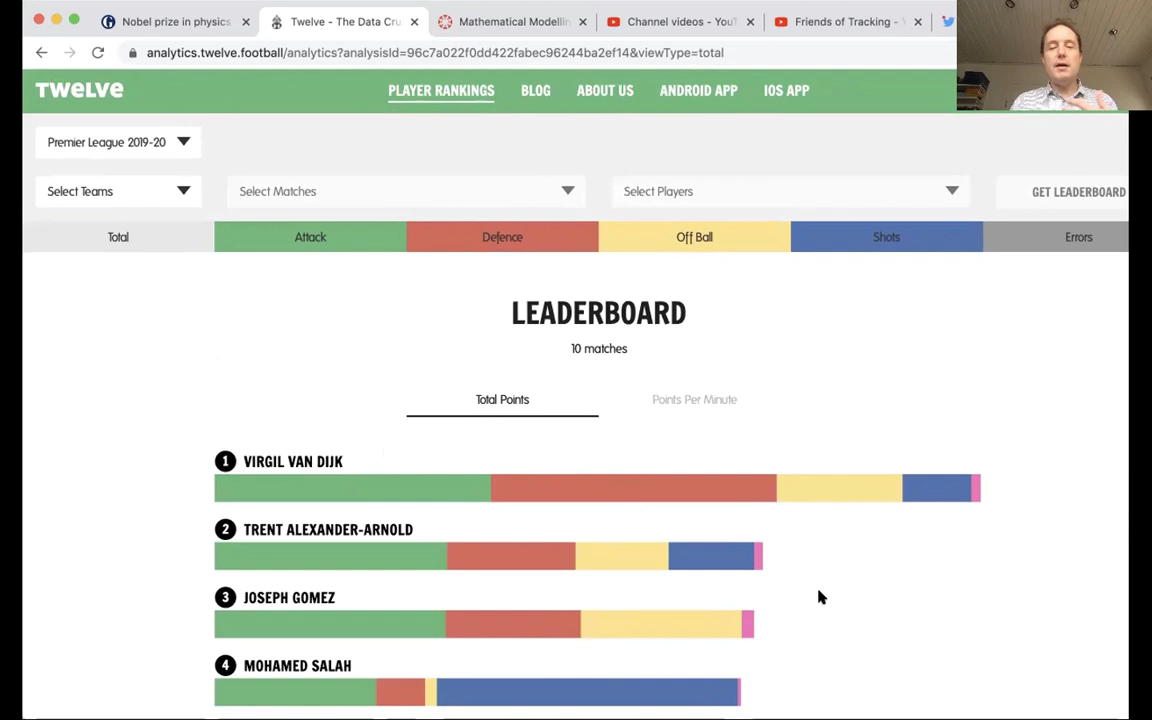 Nobel prize in physics
Twelve - The Data Cru
Mathematical Modellin
Channel videos - YouT
Friends of Tracking - Y
analytics.twelve.football/analytics?analysisId=96c7a022f0dd422fabec96244ba2ef14&viewType=total
TWELVE
PLAYER RANKINGS
BLOG
ABOUT US
ANDROID APP
IOS APP
Premier League 2019-20
Select Teams
Select Matches
Select Players
GET LEADERBOARD
Total
Attack
Defence
Off Ball
Shots
Errors
LEADERBOARD
10 matches
Total Points
Points Per Minute
1 VIRGIL VAN DIJK
2 TRENT ALEXANDER-ARNOLD
3 JOSEPH GOMEZ
4 MOHAMED SALAH